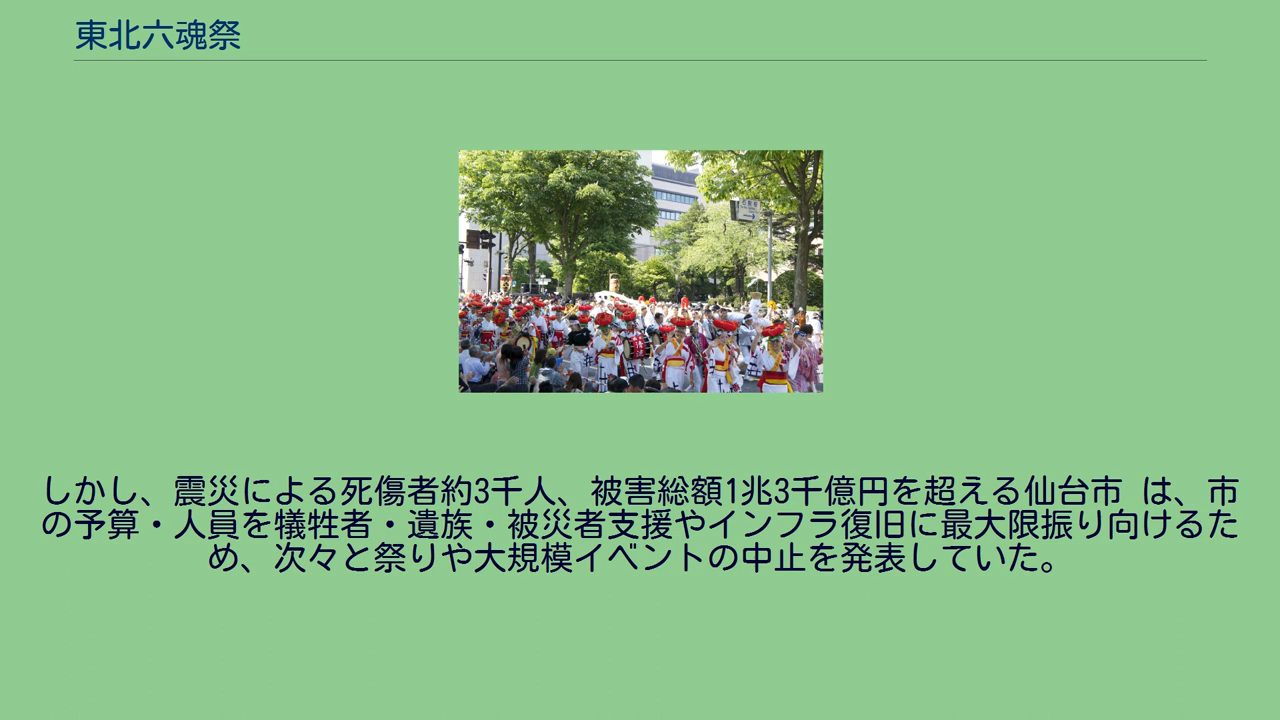 東北六魂祭
しかし、震災による死傷者約3千人、被害総額1兆3千億円を超える仙台市 は、市
の予算・人員を犠牲者・遺族・被災者支援やインフラ復旧に最大限振り向けるた
め、次々と祭りや大規模イベントの中止を発表していた。